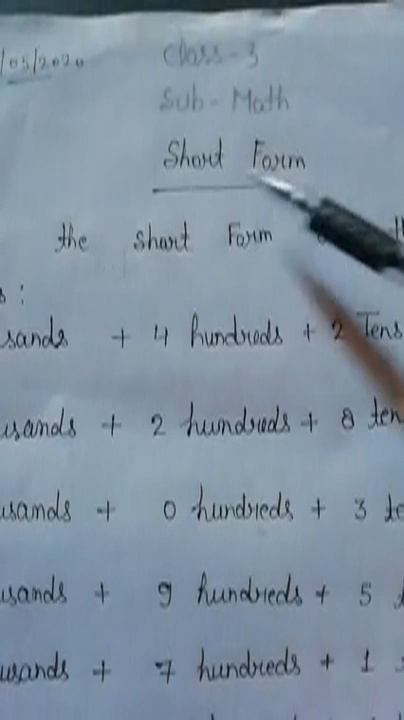 /05/2020
Class-3
Sub- Math
Short Form
the short Form
s :
sands + 4 hundreds + 2 Tens
usands + 2 hundreds + 8 ten
usands + 0 hundreds + 3 te
usands + 9 hundreds + 5
usands + 7 hundreds + 1